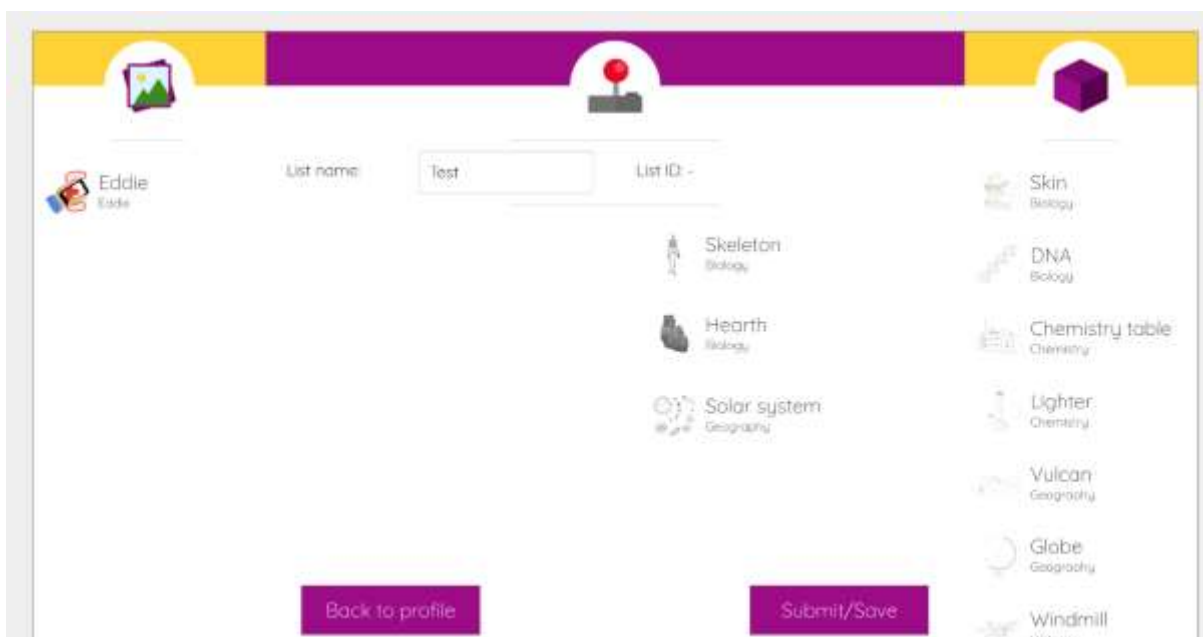 Eddie
Eddie
List name:
Test
List ID: -
Skeleton
Biology
Hearth
Biology
Solar system
Geography
Back to profile
Submit/Save
Skin
Biology
DNA
Biology
Chemistry table
Chemistry
Lighter
Chemistry
Vulcan
Geography
Globe
Geography
Windmill